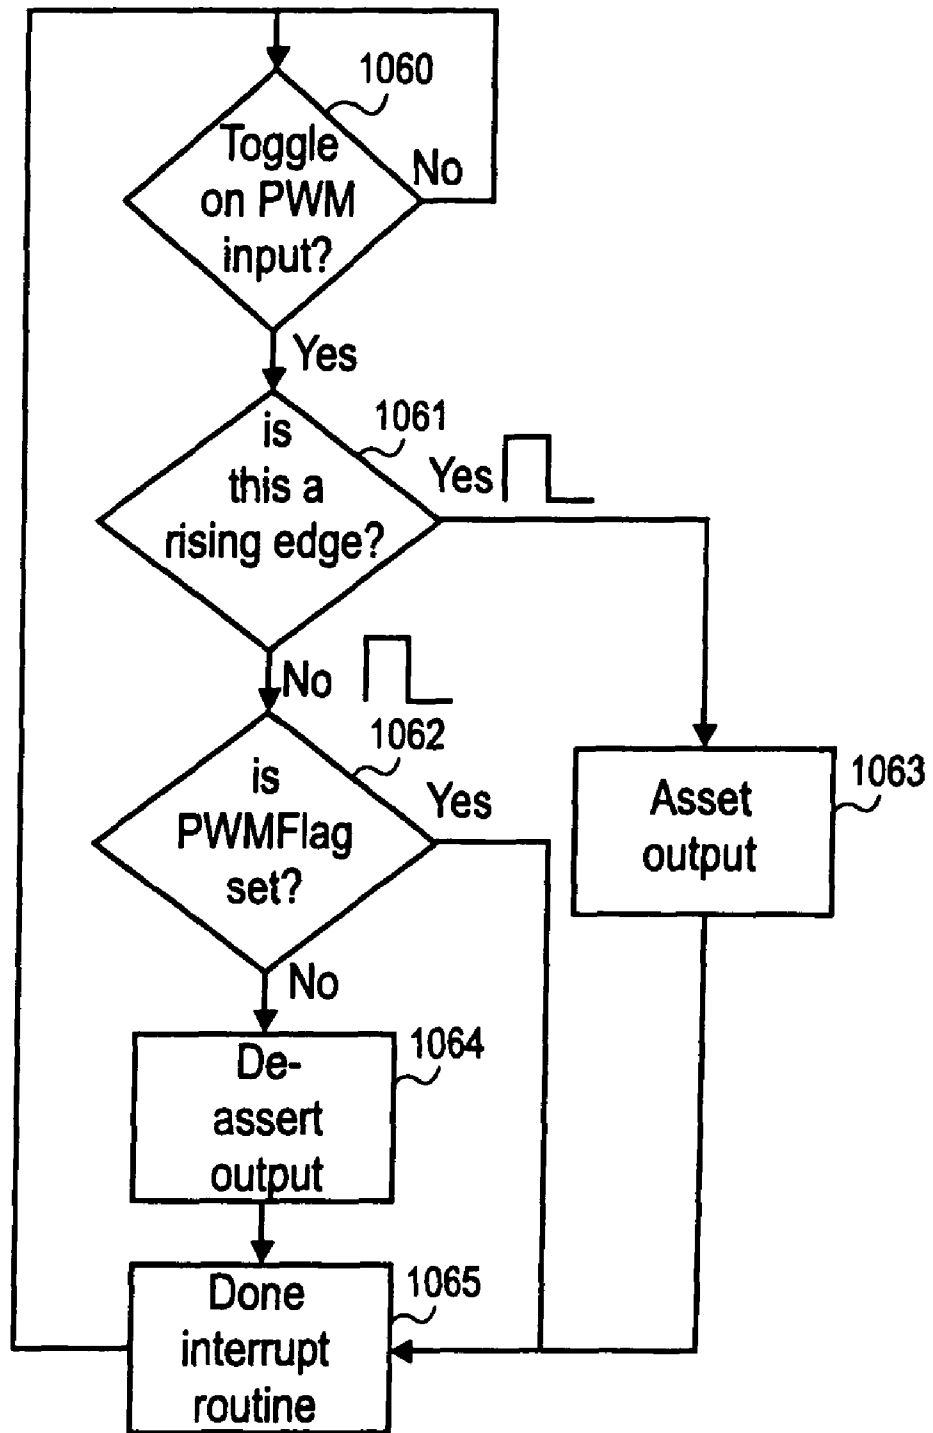 1060
Toggle
on PWM
input?
No
Yes
1061
is
this a
rising edge?
Yes
No
1062
is
PWMFlag
set?
Yes
1063
Asset
output
No
1064
De-
assert
output
1065
Done
interrupt
routine